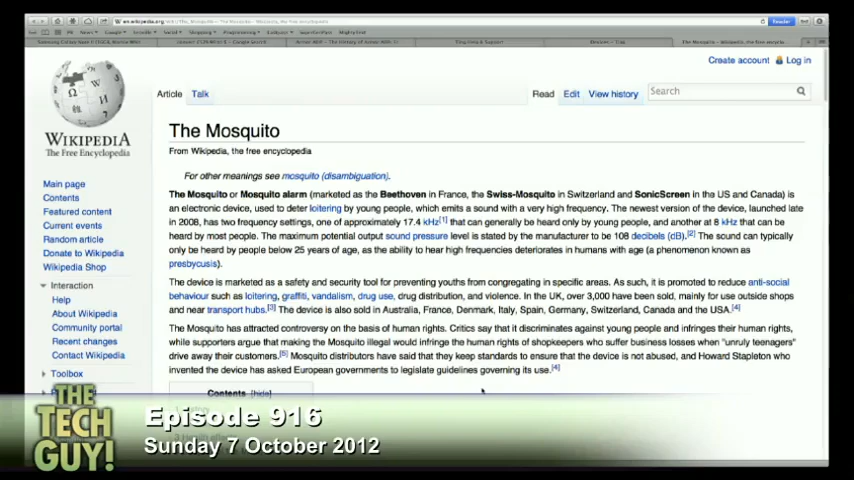 Reader
The Mosquito – Wikipedia, the free encyclop...
Create account Log in
Article Talk Read Edit View history Search
WIKIPEDIA
The Free Encyclopedia
The Mosquito
From Wikipedia, the free encyclopedia
For other meanings see mosquito (disambiguation).
The Mosquito or Mosquito alarm (marketed as the Beethoven in France, the Swiss-Mosquito in Switzerland and SonicScreen in the US and Canada) is
an electronic device, used to deter loitering by young people, which emits a sound with a very high frequency. The newest version of the device, launched late
in 2008, has two frequency settings, one of approximately 17.4 kHz[1] that can generally be heard only by young people, and another at 8 kHz that can be
heard by most people. The maximum potential output sound pressure level is stated by the manufacturer to be 108 decibels (dB).[2] The sound can typically
only be heard by people below 25 years of age, as the ability to hear high frequencies deteriorates in humans with age (a phenomenon known as
presbycusis).
The device is marketed as a safety and security tool for preventing youths from congregating in specific areas. As such, it is promoted to reduce anti-social
behaviour such as loitering, graffiti, vandalism, drug use, drug distribution, and violence. In the UK, over 3,000 have been sold, mainly for use outside shops
and near transport hubs.[3] The device is also sold in Australia, France, Denmark, Italy, Spain, Germany, Switzerland, Canada and the USA.[4]
The Mosquito has attracted controversy on the basis of human rights. Critics say that it discriminates against young people and infringes their human rights,
while supporters argue that making the Mosquito illegal would infringe the human rights of shopkeepers who suffer business losses when "unruly teenagers"
drive away their customers.[5] Mosquito distributors have said that they keep standards to ensure that the device is not abused, and Howard Stapleton who
invented the device has asked European governments to legislate guidelines governing its use.[4]
Contents [hide]
Main page
Contents
Featured content
Current events
Random article
Donate to Wikipedia
Wikipedia Shop
Interaction
Help
About Wikipedia
Community portal
Recent changes
Contact Wikipedia
Toolbox
THE
TECH
GUY!
Episode 916
Sunday 7 October 2012